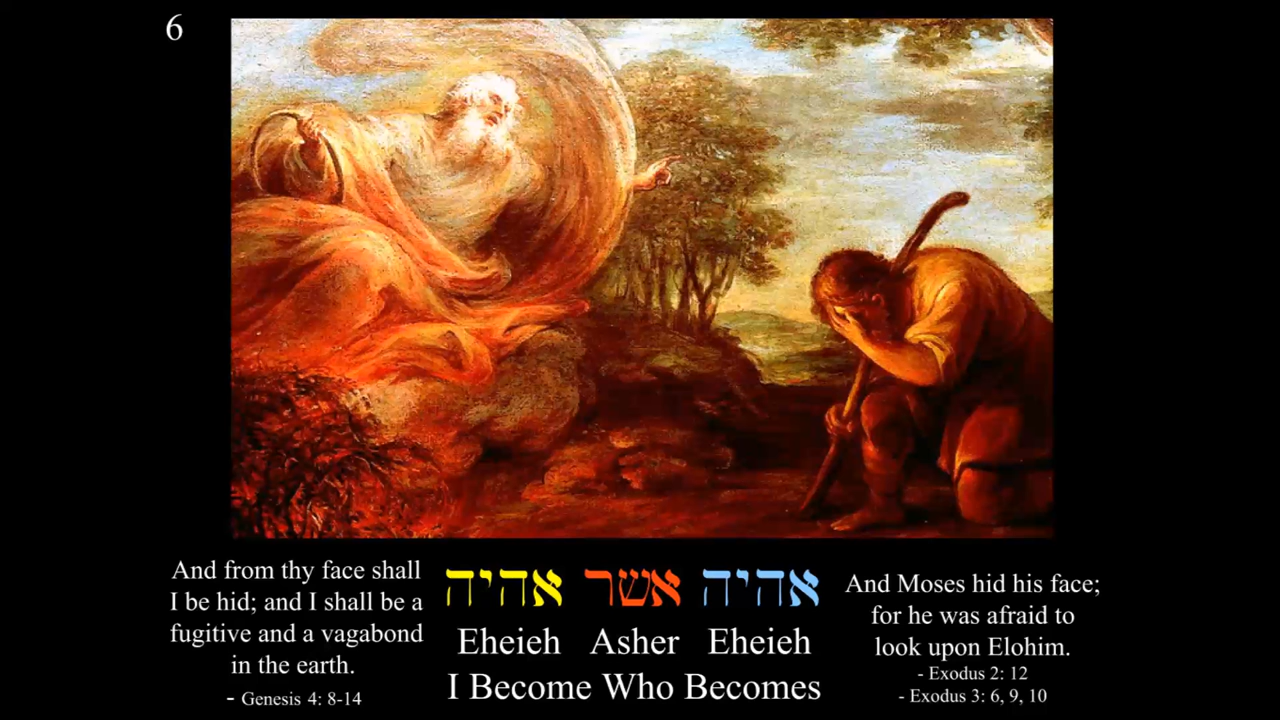 6
And from thy face shall
I be hid; and I shall be a
fugitive and a vagabond
in the earth.
- Genesis 4: 8-14
אהיה אשר אהיה
Eheieh Asher Eheieh
I Become Who Becomes
And Moses hid his face;
for he was afraid to
look upon Elohim.
- Exodus 2: 12
- Exodus 3: 6, 9, 10